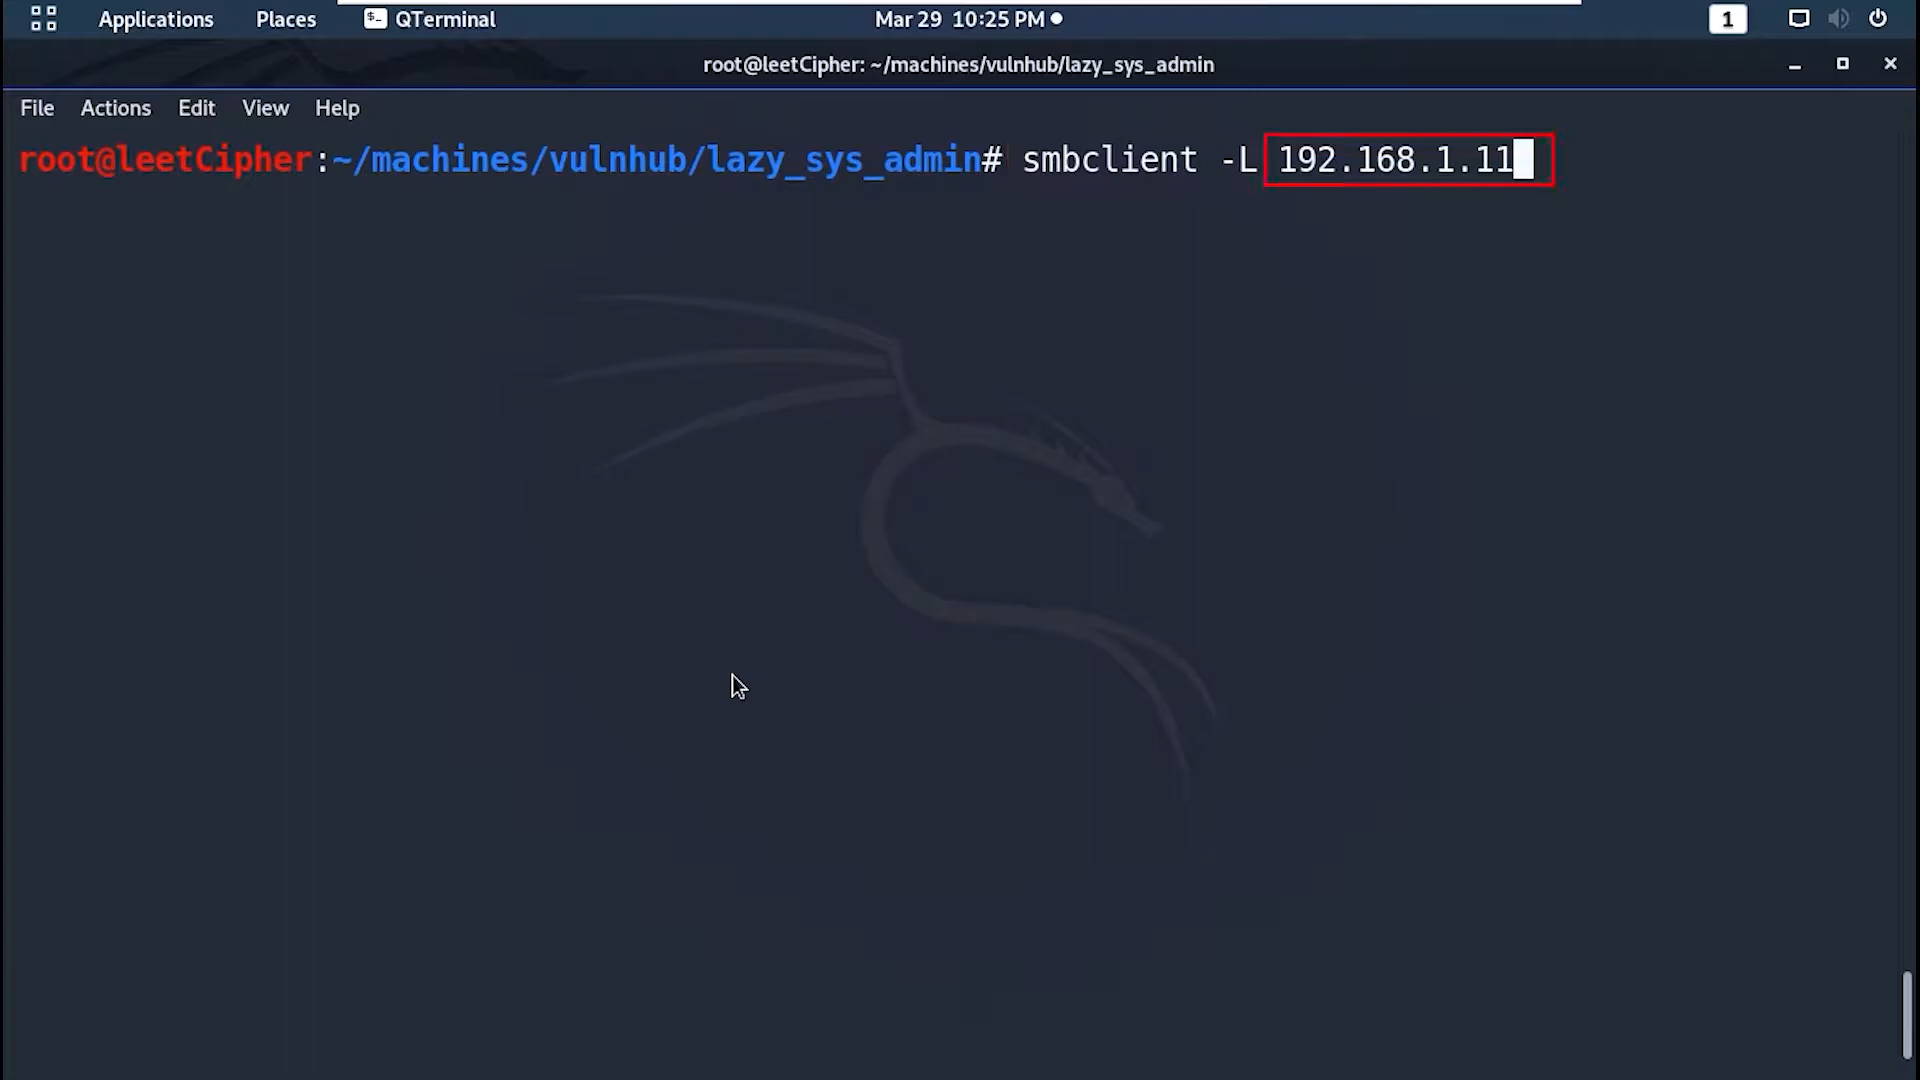 Applications Places QTerminal Mar 29 10:25 PM 1
root@leetCipher: ~/machines/vulnhub/lazy_sys_admin
File Actions Edit View Help
root@leetCipher:~/machines/vulnhub/lazy_sys_admin# smbclient -L 192.168.1.11